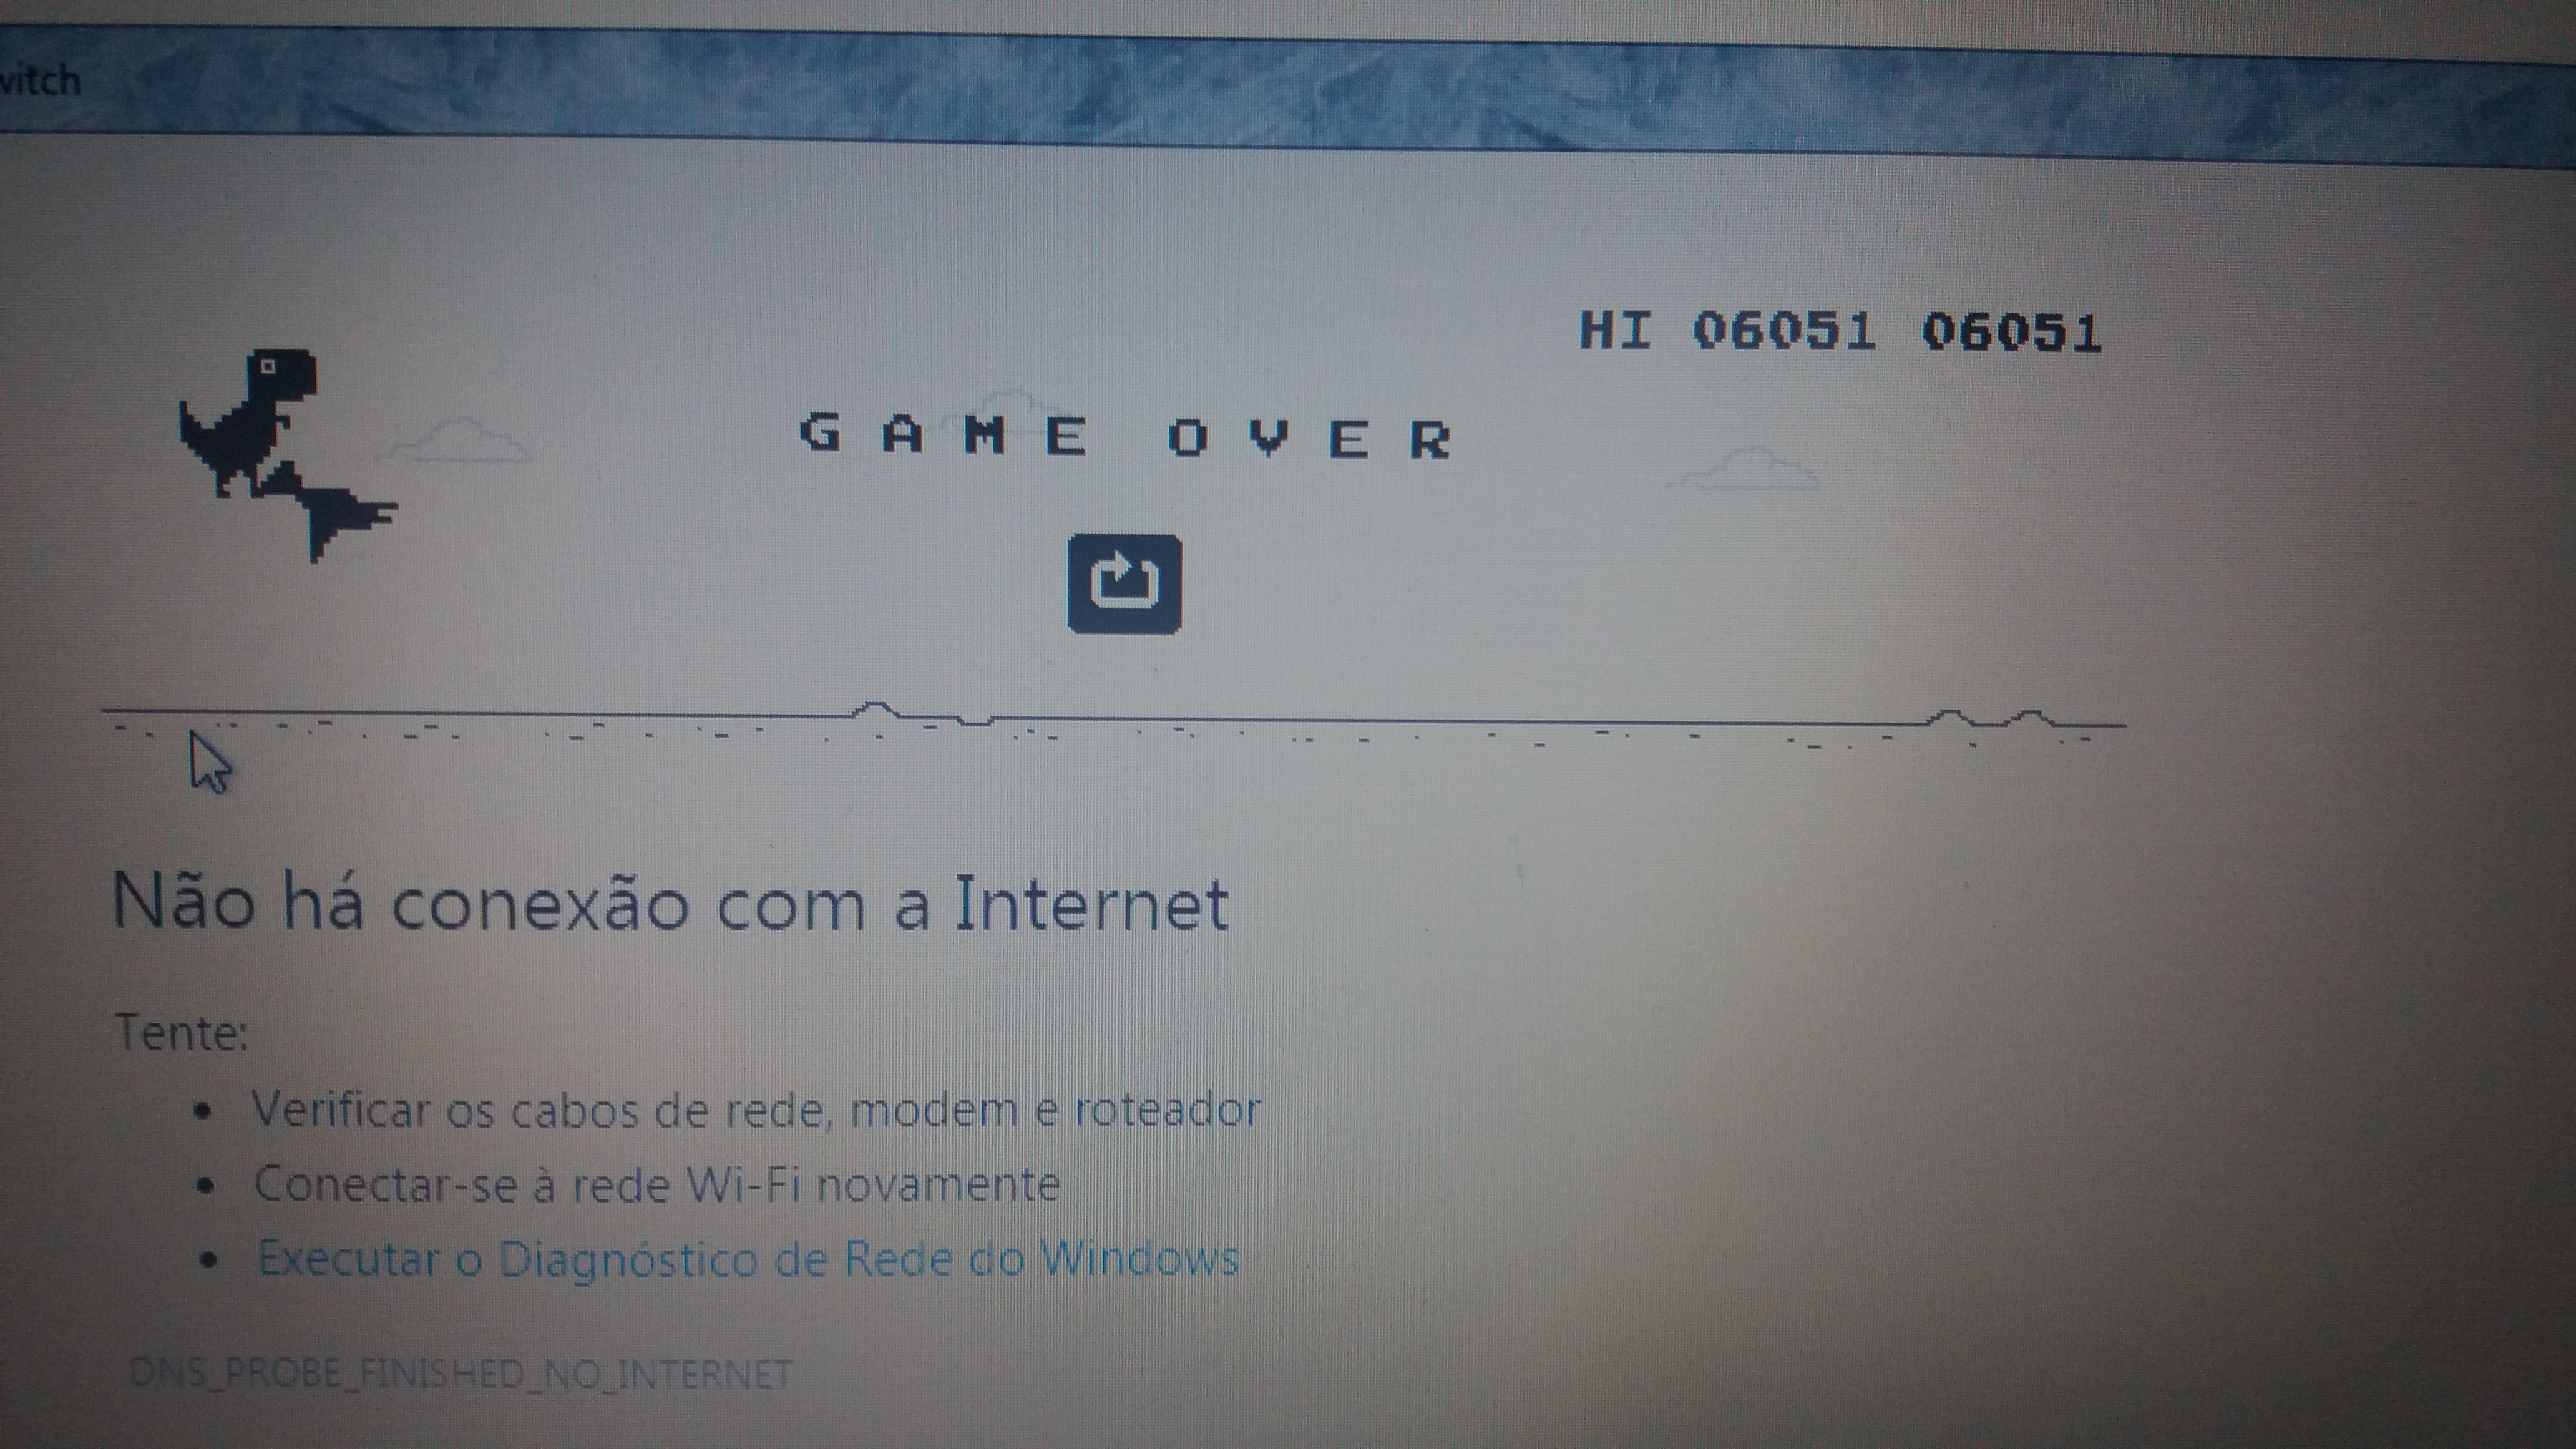 HI 06051 06051
GAME OVER
Não há conexão com a Internet
Tente:
• Verificar os cabos de rede, modem e roteador
• Conectar-se à rede Wi-Fi novamente
• Executar o Diagnóstico de Rede do Windows
DNS_PROBE_FINISHED_NO_INTERNET